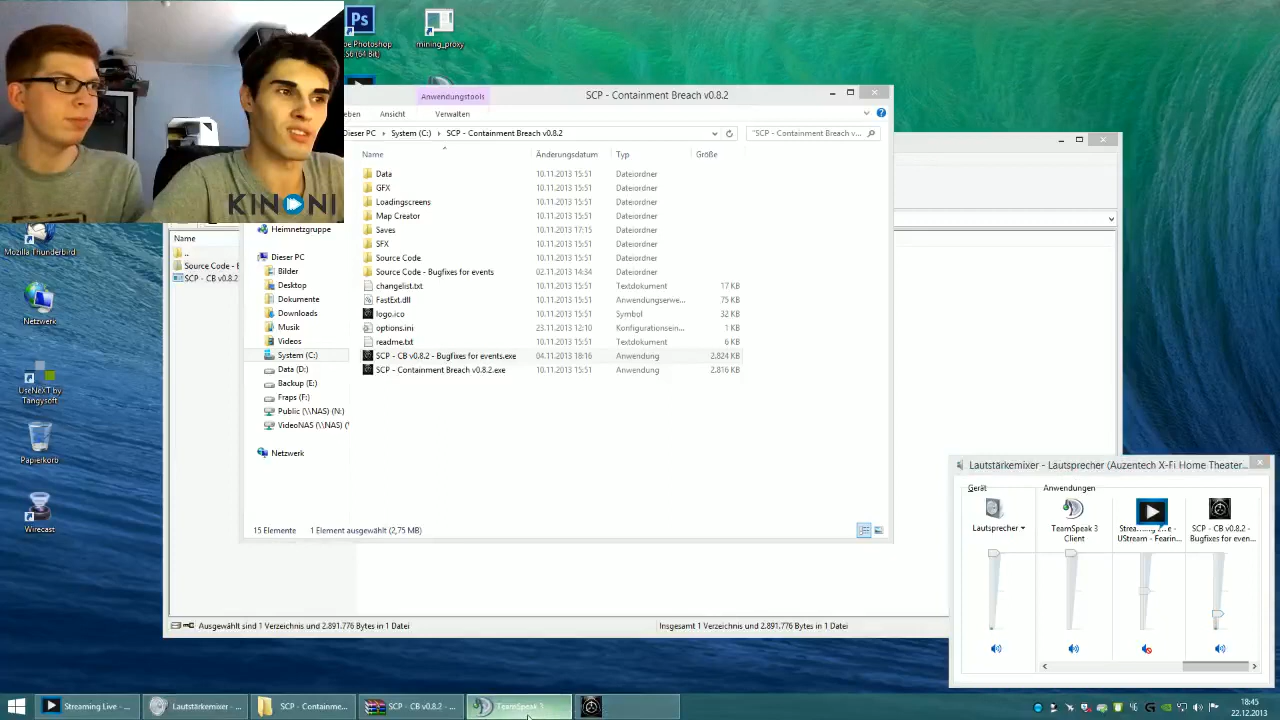 be Photoshop
S6 (64 Bit)
mining_proxy
KINONI
Mozilla Thunderbird
Netzwerk
UseNeXT by
Tangysoft
Papierkorb
Wirecast
Anwendungstools
SCP - Containment Breach v0.8.2
eben
Ansicht
Verwalten
Dieser PC
System (C:)
SCP - Containment Breach v0.8.2
"SCP - Containment Breach v...
Name
Änderungsdatum
Typ
Größe
Data 10.11.2013 15:51 Dateiordner
GFX 10.11.2013 15:51 Dateiordner
Loadingscreens 10.11.2013 15:51 Dateiordner
Map Creator 10.11.2013 15:51 Dateiordner
Saves 10.11.2013 17:15 Dateiordner
SFX 10.11.2013 15:51 Dateiordner
Source Code 10.11.2013 15:51 Dateiordner
Source Code - Bugfixes for events 02.11.2013 14:34 Dateiordner
changelist.txt 10.11.2013 15:51 Textdokument 17 KB
FastExt.dll 10.11.2013 15:51 Anwendungserwe... 75 KB
logo.ico 10.11.2013 15:51 Symbol 32 KB
options.ini 23.11.2013 12:10 Konfigurationsein... 1 KB
readme.txt 10.11.2013 15:51 Textdokument 6 KB
SCP - CB v0.8.2 - Bugfixes for events.exe 04.11.2013 18:16 Anwendung 2.824 KB
SCP - Containment Breach v0.8.2.exe 10.11.2013 15:51 Anwendung 2.816 KB
Heimnetzgruppe
Dieser PC
Bilder
Desktop
Dokumente
Downloads
Musik
Videos
System (C:)
Data (D:)
Backup (E:)
Fraps (F:)
Public (\\NAS) (N:)
VideoNAS (\\NAS) (
Netzwerk
15 Elemente
1 Element ausgewählt (2,75 MB)
Name
..
Source Code - B
SCP - CB v0.8.2
Ausgewählt sind 1 Verzeichnis und 2.891.776 Bytes in 1 Datei
Insgesamt 1 Verzeichnis und 2.891.776 Bytes in 1 Datei
Lautstärkemixer - Lautsprecher (Auzentech X-Fi Home Theater...
Gerät
Anwendungen
Lautsprecher
TeamSpeak 3
Client
Streaming Live -
UStream - Fearin...
SCP - CB v0.8.2 -
Bugfixes for even...
Streaming Live - ...
Lautstärkemixer - ...
SCP - Containme...
SCP - CB v0.8.2 - ...
TeamSpeak 3
18:45
22.12.2013